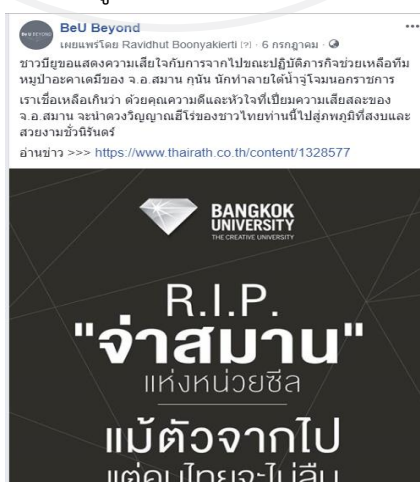 BeU Beyond
เผยแพร่โดย Ravidhut Boonyakierti [?] · 6 กรกฎาคม ·
ชาวบียูขอแสดงความเสียใจกับการจากไปขณะปฏิบัติภารกิจช่วยเหลือทีม
หมูป่าอะคาเดมีของ จ.อ.สมาน กุนัน นักทำลายใต้น้ำจู่โจมนอกราชการ
เราเชื่อเหลือเกินว่า ด้วยคุณความดีและหัวใจที่เปี่ยมความเสียสละของ
จ.อ.สมาน จะนำดวงวิญญาณฮีโร่ของชาวไทยท่านนี้ไปสู่ภพภูมิที่สงบและ
สวยงามชั่วนิรันดร์
อ่านข่าว >>> https://www.thairath.co.th/content/1328577
BANGKOK
UNIVERSITY
THE CREATIVE UNIVERSITY
R.I.P.
"จ่าสมาน"
แห่งหน่วยซีล
แม้ตัวจากไป
แต่คนไทยจะไม่ลืม